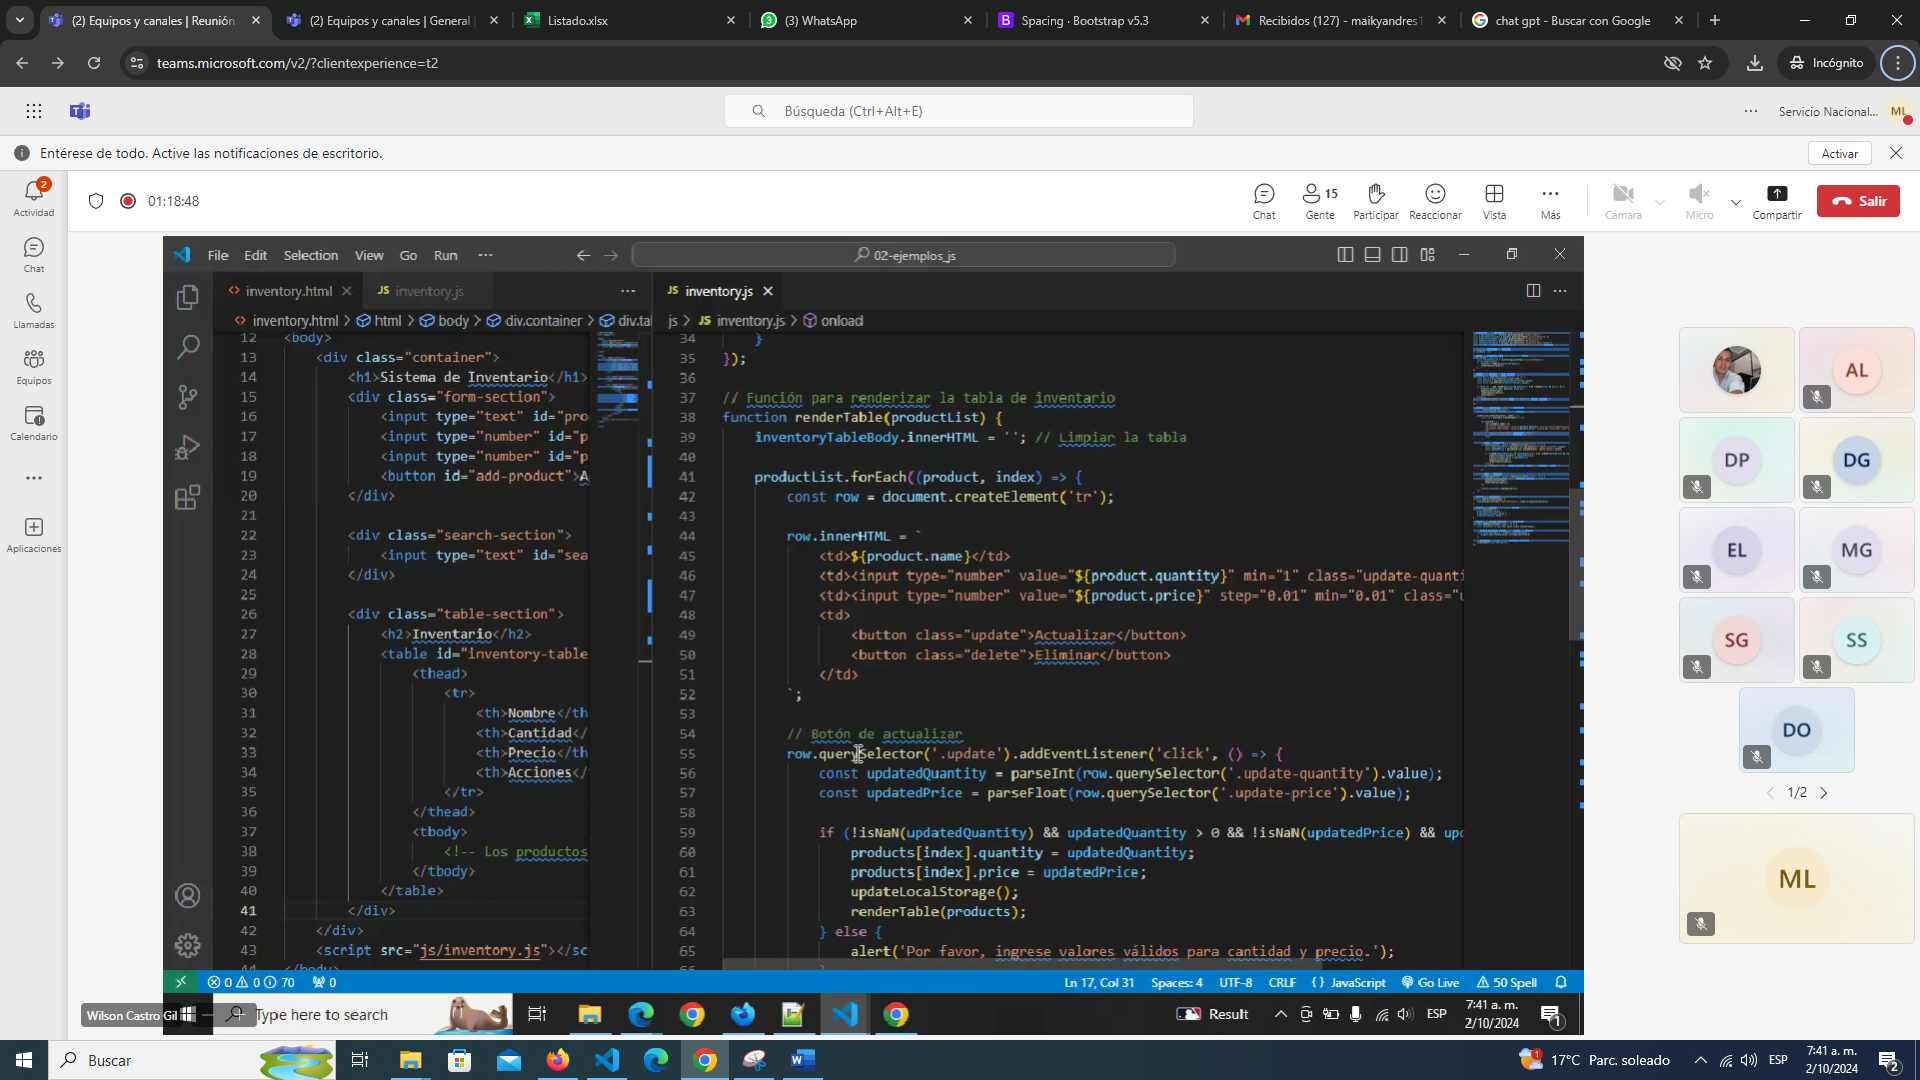 (2) Equipos y canales | Reunión
(2) Equipos y canales | General
Listado.xlsx
(3) WhatsApp
Spacing · Bootstrap v5.3
Recibidos (127) - maikyandres1
chat gpt - Buscar con Google
teams.microsoft.com/v2/?clientexperience=t2
Incógnito
Búsqueda (Ctrl+Alt+E)
Servicio Nacional...
ML
Entérese de todo. Active las notificaciones de escritorio.
Activar
2
Actividad
Chat
Llamadas
Equipos
Calendario
Aplicaciones
01:18:48
Chat
15
Gente
Participar
Reaccionar
Vista
Más
Cámara
Micro
Compartir
Salir
File Edit Selection View Go Run ···
02-ejemplos_js
inventory.html
JS inventory.js
inventory.html > html > body > div.container > div.tal
12 <body>
13 <div class="container">
14 <h1>Sistema de Inventario</h1>
15 <div class="form-section">
16 <input type="text" id="pro
17 <input type="number" id="p
18 <input type="number" id="p
19 <button id="add-product">A
20 </div>
21
22 <div class="search-section">
23 <input type="text" id="sea
24 </div>
25
26 <div class="table-section">
27 <h2>Inventario</h2>
28 <table id="inventory-table
29 <thead>
30 <tr>
31 <th>Nombre</th
32 <th>Cantidad</
33 <th>Precio</th
34 <th>Acciones</
35 </tr>
36 </thead>
37 <tbody>
38 <!-- Los productos
39 </tbody>
40 </table>
41 </div>
42 </div>
43 <script src="js/inventory.js"></sc
44 </body>
JS inventory.js
js > JS inventory.js > onload
34 }
35 });
36
37 // Función para renderizar la tabla de inventario
38 function renderTable(productList) {
39 inventoryTableBody.innerHTML = ''; // Limpiar la tabla
40
41 productList.forEach((product, index) => {
42 const row = document.createElement('tr');
43
44 row.innerHTML = `
45 <td>${product.name}</td>
46 <td><input type="number" value="${product.quantity}" min="1" class="update-quanti
47 <td><input type="number" value="${product.price}" step="0.01" min="0.01" class="u
48 <td>
49 <button class="update">Actualizar</button>
50 <button class="delete">Eliminar</button>
51 </td>
52 `;
53
54 // Botón de actualizar
55 row.querySelector('.update').addEventListener('click', () => {
56 const updatedQuantity = parseInt(row.querySelector('.update-quantity').value);
57 const updatedPrice = parseFloat(row.querySelector('.update-price').value);
58
59 if (!isNaN(updatedQuantity) && updatedQuantity > 0 && !isNaN(updatedPrice) && upd
60 products[index].quantity = updatedQuantity;
61 products[index].price = updatedPrice;
62 updateLocalStorage();
63 renderTable(products);
64 } else {
65 alert('Por favor, ingrese valores válidos para cantidad y precio.');
66 }
0 0 70 0
Ln 17, Col 31 Spaces: 4 UTF-8 CRLF {} JavaScript Go Live 50 Spell
Wilson Castro Gil
Type here to search
Result
ESP
7:41 a. m.
2/10/2024
1
AL
DP
DG
EL
MG
SG
SS
DO
1/2
ML
Buscar
1
17°C Parc. soleado
ESP
7:41 a. m.
2/10/2024
2